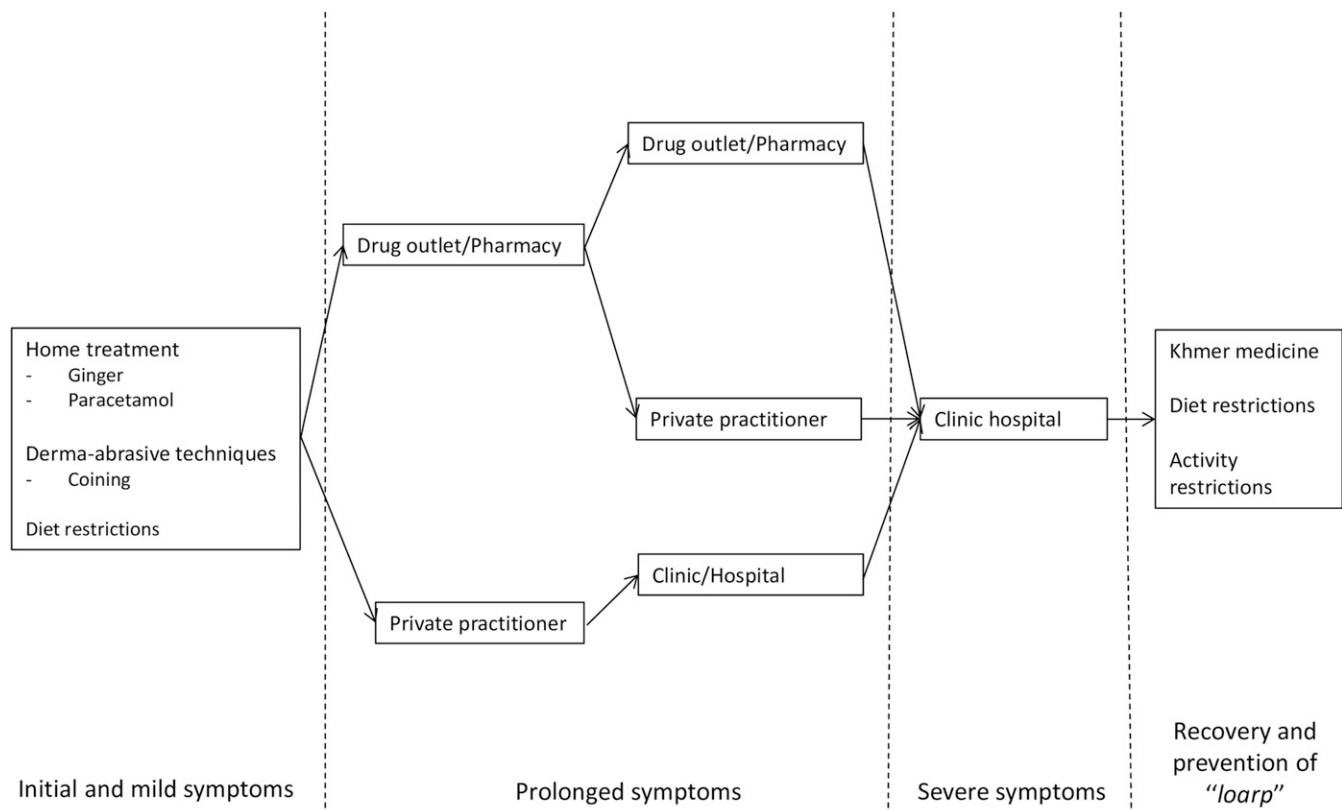 Home treatment
- Ginger
- Paracetamol
Derma-abrasive techniques
- Coining
Diet restrictions
Drug outlet/Pharmacy
Private practitioner
Drug outlet/Pharmacy
Private practitioner
Clinic/Hospital
Clinic hospital
Khmer medicine
Diet restrictions
Activity
restrictions
Initial and mild symptoms
Prolonged symptoms
Severe symptoms
Recovery and
prevention of
“loarp”